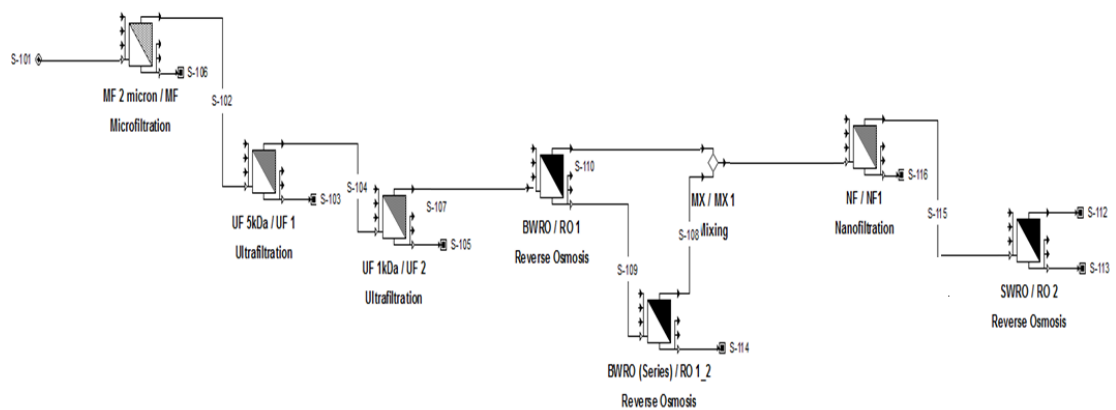 S-101
S-106
MF 2 micron / MF
Microfiltration
S-102
S-103
UF 5kDa / UF 1
Ultrafiltration
S-104
S-107
S-105
UF 1kDa / UF 2
Ultrafiltration
S-110
BWRO / RO 1
Reverse Osmosis
S-109
S-108
S-114
BWRO (Series) / RO 1_2
Reverse Osmosis
MX / MX 1
Mixing
S-116
NF / NF1
Nanofiltration
S-115
S-112
S-113
SWRO / RO 2
Reverse Osmosis